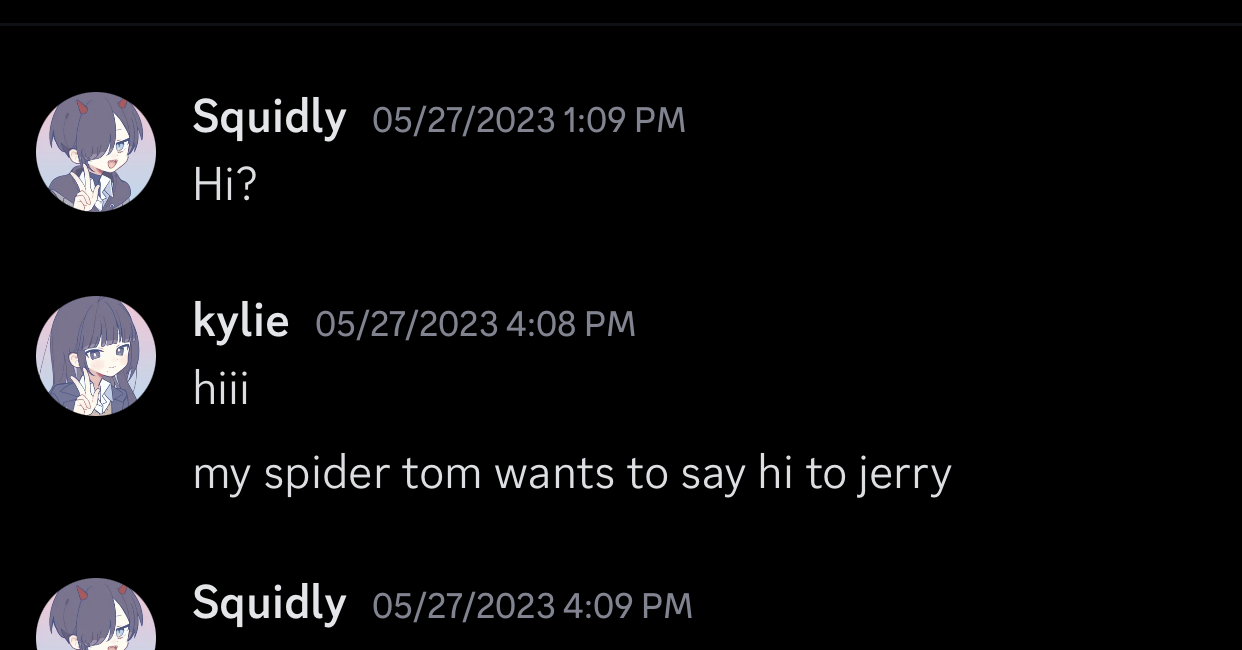 Squidly 05/27/2023 1:09 PM
Hi?
kylie 05/27/2023 4:08 PM
hiii
my spider tom wants to say hi to jerry
Squidly 05/27/2023 4:09 PM